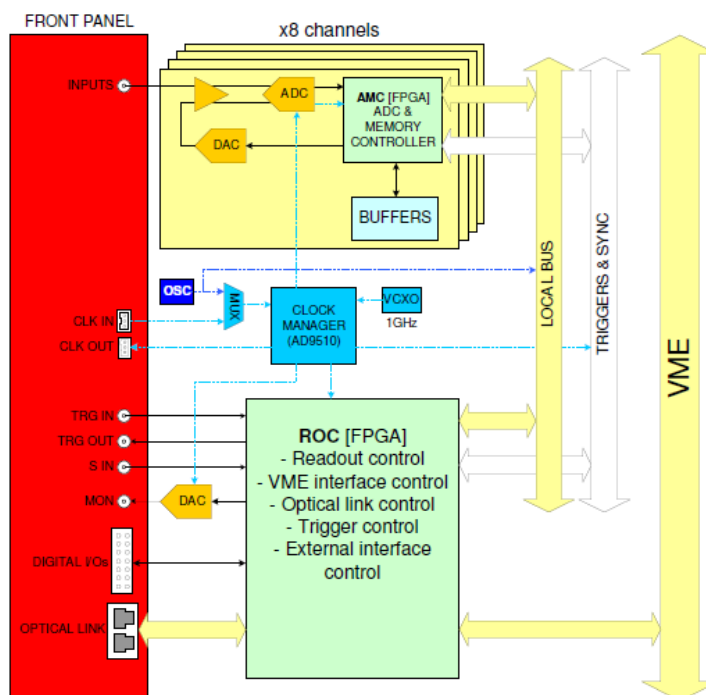 FRONT PANEL
x8 channels
INPUTS
ADC
AMC [FPGA]
ADC &
MEMORY
CONTROLLER
DAC
BUFFERS
OSC
MUX
CLOCK
MANAGER
(AD9510)
VCXO
1GHz
CLK IN
CLK OUT
LOCAL BUS
TRIGGERS & SYNC
VME
TRG IN
TRG OUT
S IN
MON
DAC
DIGITAL I/Os
OPTICAL LINK
ROC [FPGA]
- Readout control
- VME interface control
- Optical link control
- Trigger control
- External interface
control